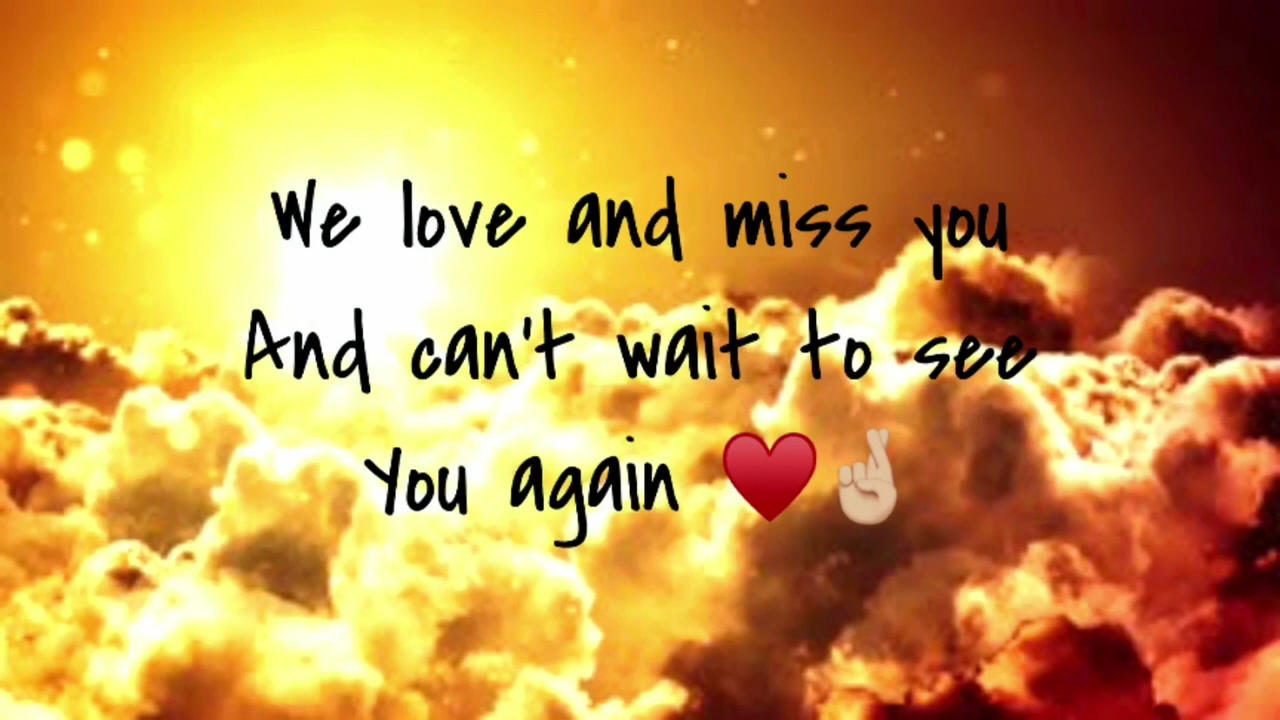 We love and miss you
And can't wait to see
You again ♥️🤞🏼